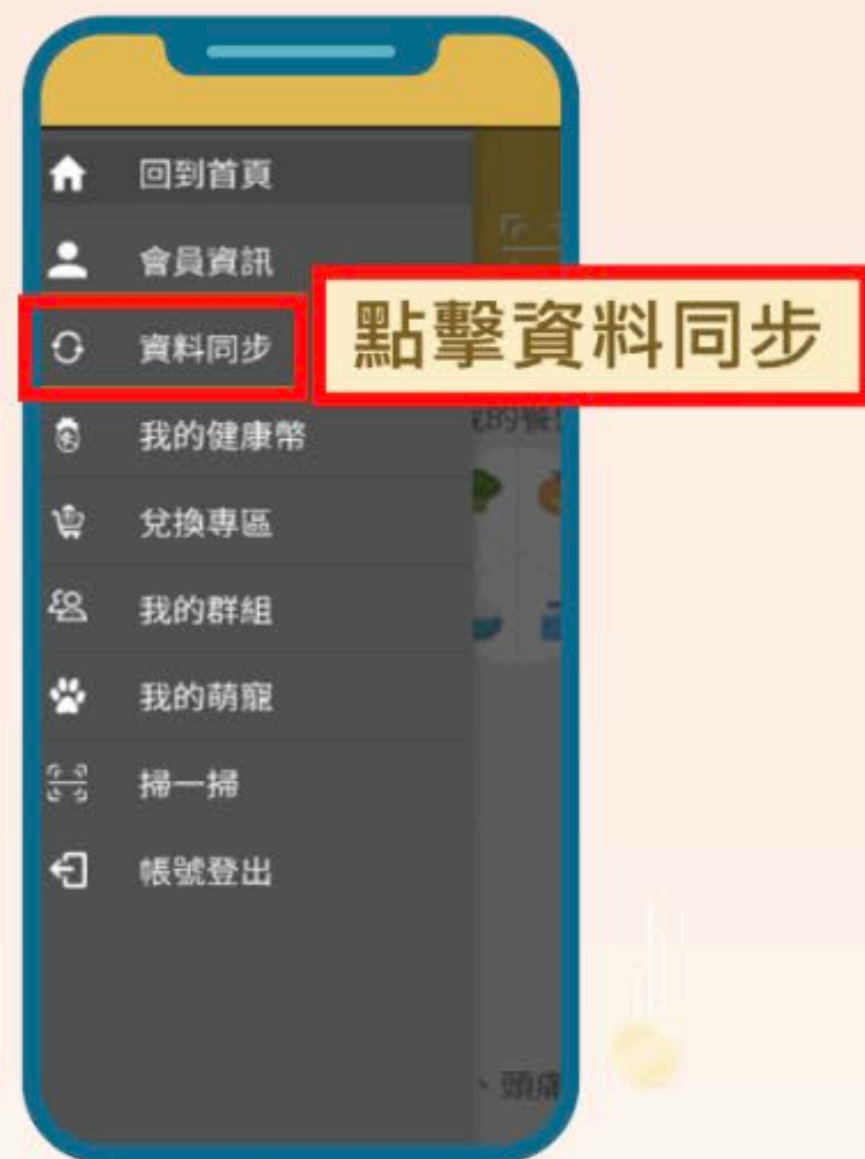 回到首頁
會員資訊
資料同步
點擊資料同步
我的健康幣
兌換專區
我的群組
我的萌寵
掃一掃
帳號登出
、頭痛